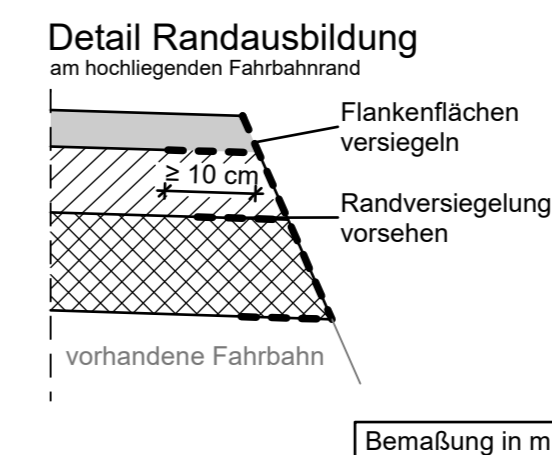 Detail Randausbildung
am hochliegenden Fahrbahnrand
Flankenflächen
versiegeln
≥ 10 cm
Randversiegelung
vorsehen
vorhandene Fahrbahn
Bemaßung in m